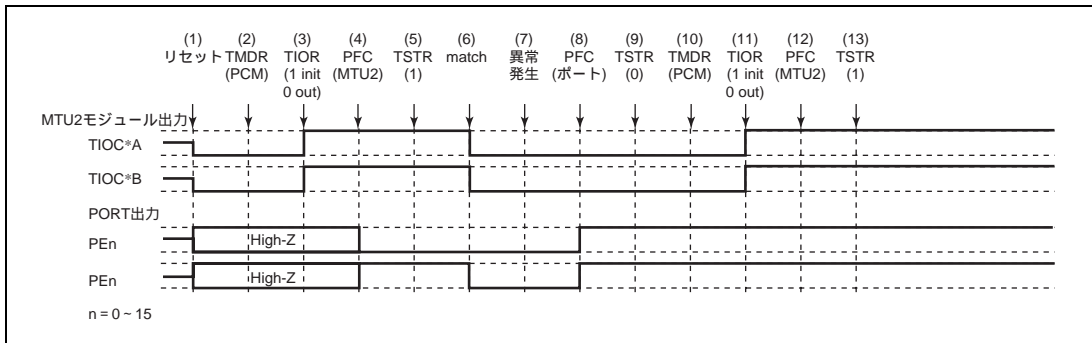 (1) (2) (3) (4) (5) (6) (7) (8) (9) (10) (11) (12) (13)
リセット TMDR TIOR PFC TSTR match 異常 PFC TSTR TMDR TIOR PFC TSTR
(PCM) (1 init (MTU2) (1) 発生 (ポート) (0) (PCM) (1 init (MTU2) (1)
0 out) 0 out)
MTU2モジュール出力
TIOC*A
TIOC*B
PORT出力
PEn High-Z
PEn High-Z
n = 0 ~ 15